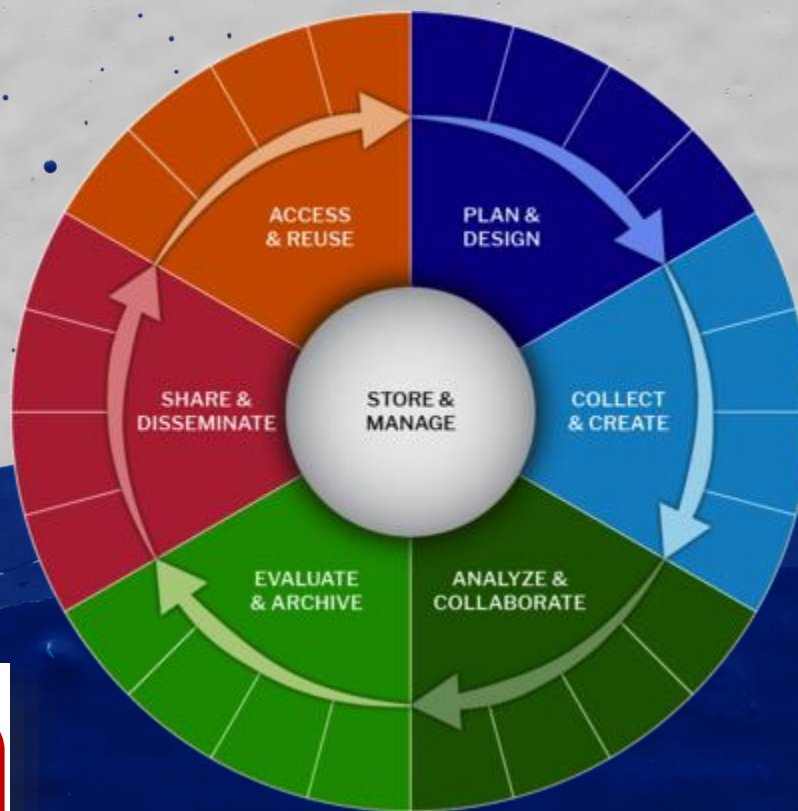 ACCESS
& REUSE
PLAN &
DESIGN
SHARE &
DISSEMINATE
STORE &
MANAGE
COLLECT
& CREATE
EVALUATE
& ARCHIVE
ANALYZE &
COLLABORATE